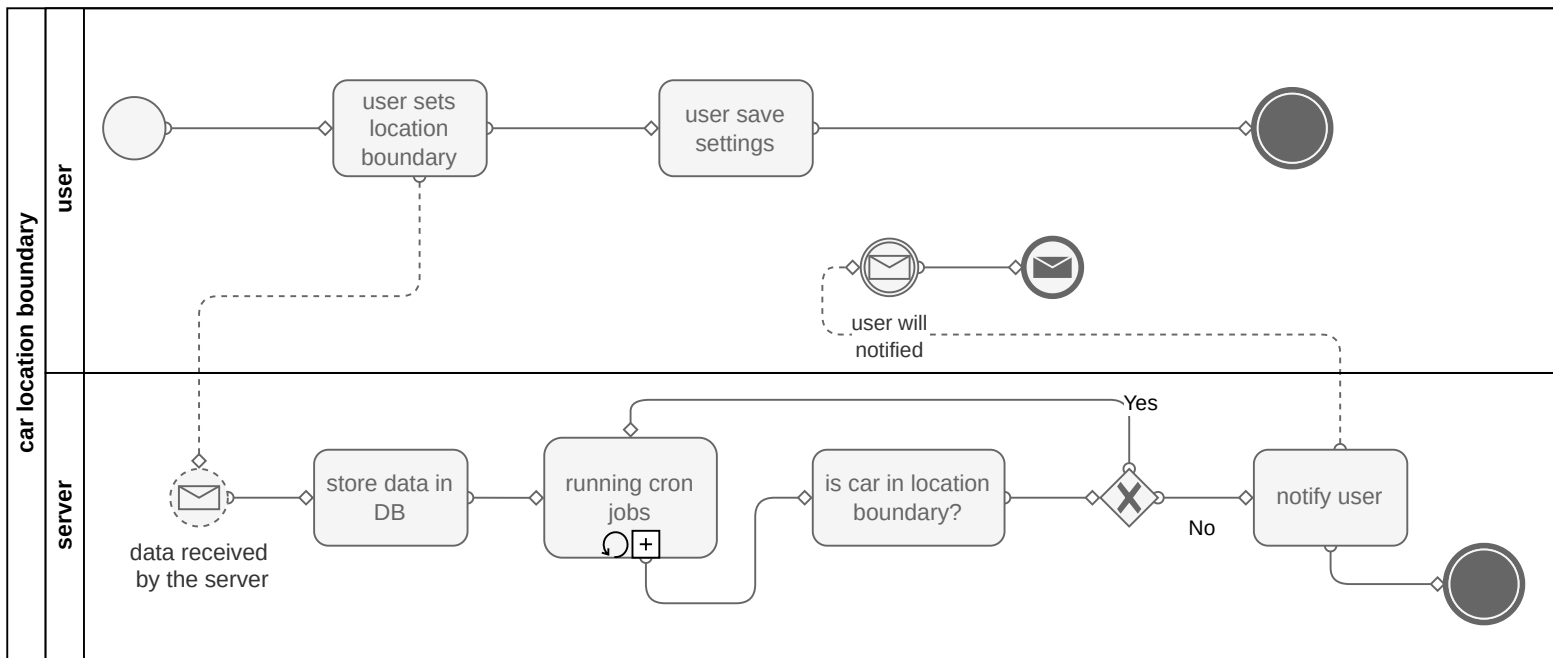 car location boundary
user
user sets
location
boundary
user save
settings
user will
notified
server
data received
by the server
store data in
DB
running cron
jobs
is car in location
boundary?
Yes
No
notify user